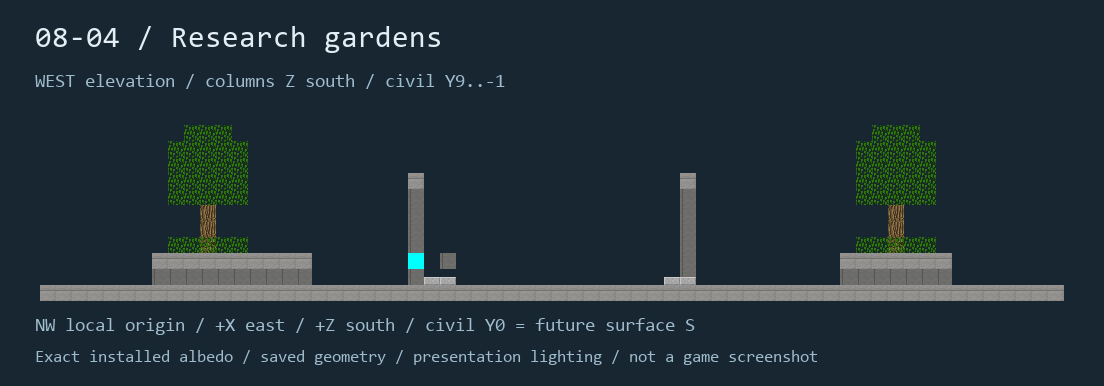 08-04 / Research gardens
WEST elevation / columns Z south / civil Y9..-1
NW local origin / +X east / +Z south / civil Y0 = future surface S
Exact installed albedo / saved geometry / presentation lighting / not a game screenshot